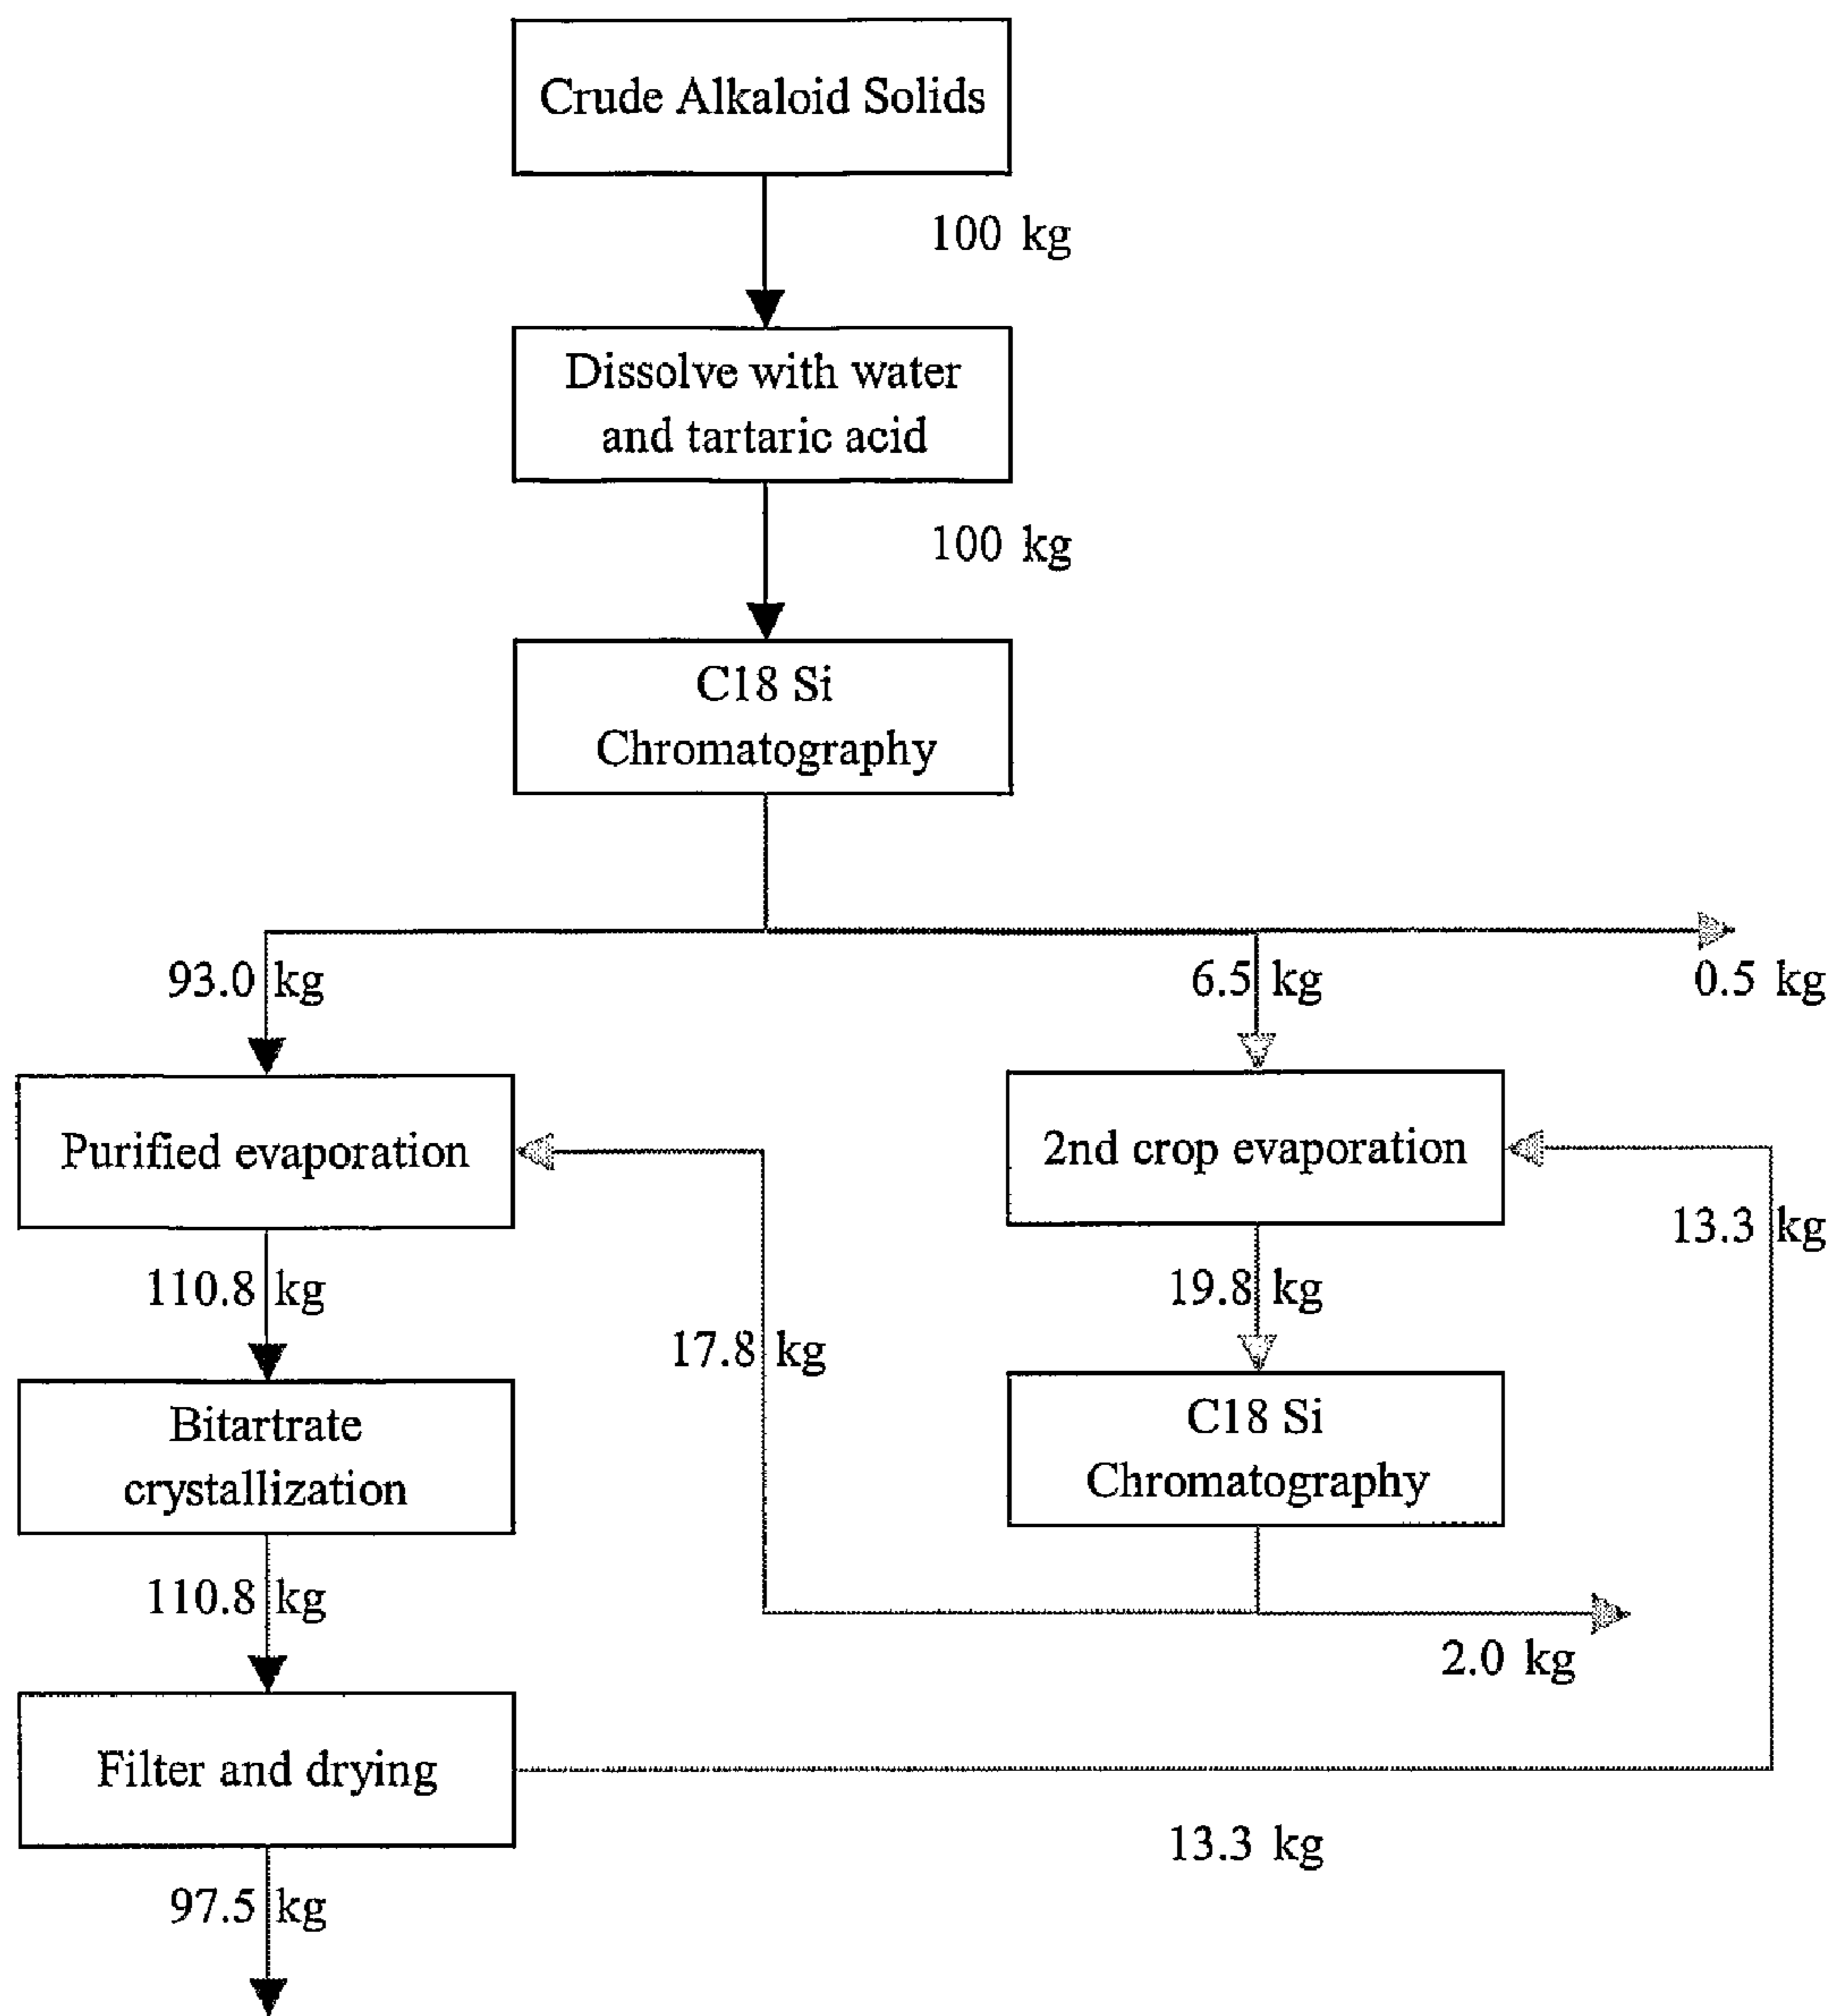 Crude Alkaloid Solids
100 kg
Dissolve with water
and tartaric acid
100 kg
C18 Si
Chromatography
93.0 kg
6.5 kg
0.5 kg
Purified evaporation
2nd crop evaporation
13.3 kg
110.8 kg
19.8 kg
17.8 kg
Bitartrate
crystallization
C18 Si
Chromatography
110.8 kg
2.0 kg
Filter and drying
13.3 kg
97.5 kg